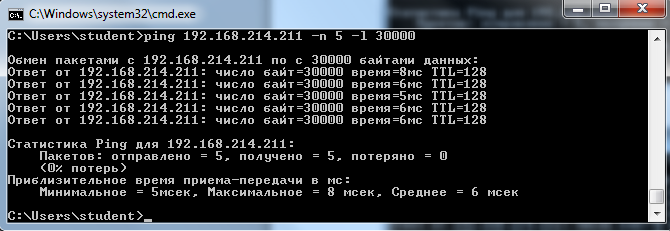 C:\Windows\system32\cmd.exe
C:\Users\student>ping 192.168.214.211 -n 5 -l 30000
Обмен пакетами с 192.168.214.211 по с 30000 байтами данных:
Ответ от 192.168.214.211: число байт=30000 время=8мс TTL=128
Ответ от 192.168.214.211: число байт=30000 время=6мс TTL=128
Ответ от 192.168.214.211: число байт=30000 время=5мс TTL=128
Ответ от 192.168.214.211: число байт=30000 время=6мс TTL=128
Ответ от 192.168.214.211: число байт=30000 время=6мс TTL=128
Статистика Ping для 192.168.214.211:
Пакетов: отправлено = 5, получено = 5, потеряно = 0
(0% потерь)
Приблизительное время приема-передачи в мс:
Минимальное = 5мсек, Максимальное = 8 мсек, Среднее = 6 мсек
C:\Users\student>_